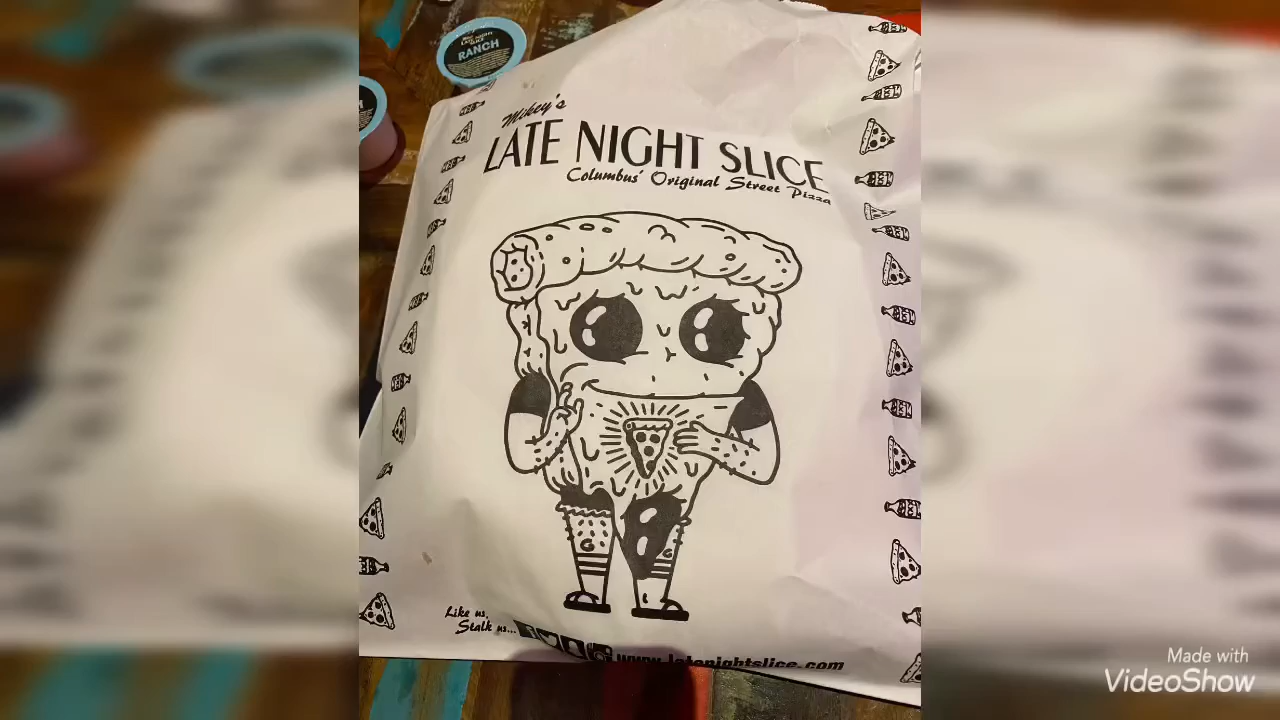 RANCH
Mikey's
LATE NIGHT SLICE
Columbus' Original Street Pizza
G
G
Like us,
Stalk us...
www.latenightslice.com
Made with
VideoShow